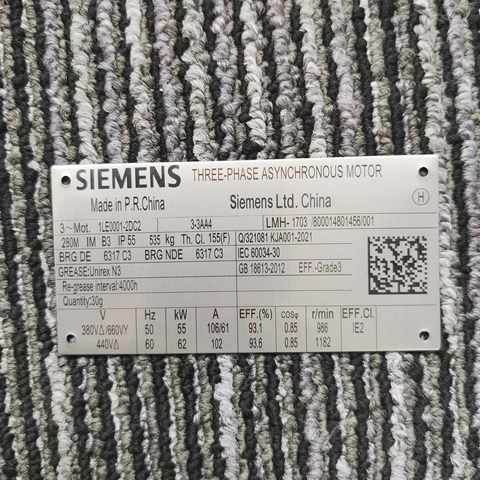 SIEMENS THREE-PHASE ASYNCHRONOUS MOTOR
Made in P.R.China Siemens Ltd. China
H
3~Mot. 1LE0001-2DC2 3-3AA4 LMH-1703 /800014801456/001
280M IM B3 IP 55 535 kg Th. Cl. 155(F) Q/321081 KJA001-2021
BRG DE 6317 C3 BRG NDE 6317 C3 IEC 60034-30
GREASE:Unirex N3 GB 18613-2012 EFF.-Grade3
Re-grease interval:4000h
Quantity:30g
V Hz kW A EFF.(%) cosφ r/min EFF.Cl.
380VΔ/660VY 50 55 106/61 93.1 0.85 986 IE2
440VΔ 60 62 102 93.6 0.85 1182